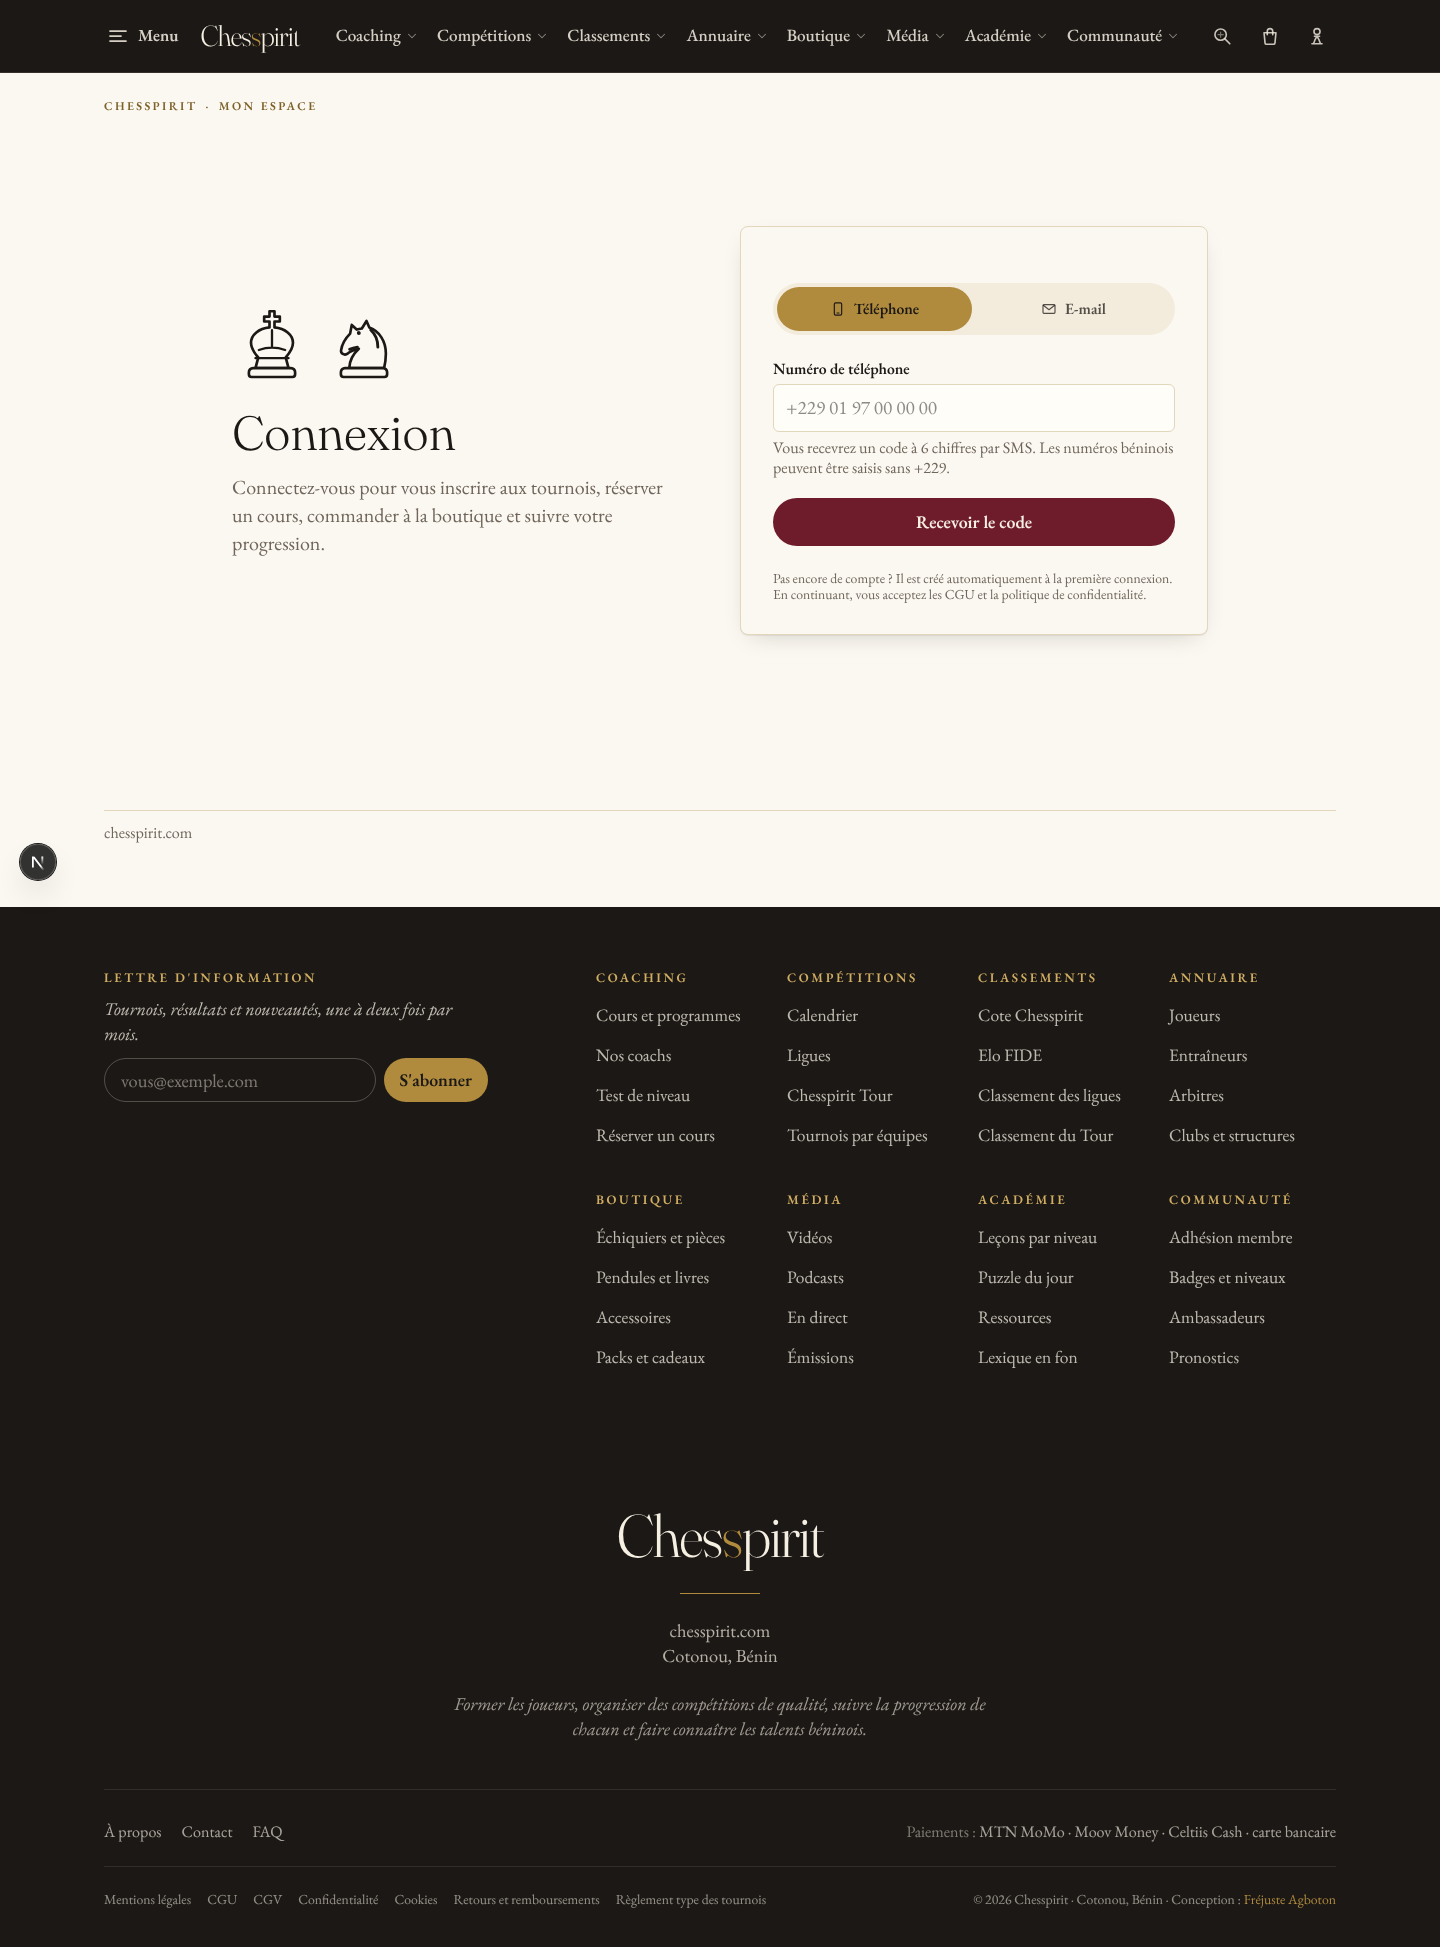 Menu
Chesspirit
Coaching
Compétitions
Classements
Annuaire
Boutique
Média
Académie
Communauté
CHESSPIRIT · MON ESPACE
Connexion
Connectez-vous pour vous inscrire aux tournois, réserver
un cours, commander à la boutique et suivre votre
progression.
Téléphone
E-mail
Numéro de téléphone
+229 01 97 00 00 00
Vous recevrez un code à 6 chiffres par SMS. Les numéros béninois
peuvent être saisis sans +229.
Recevoir le code
Pas encore de compte ? Il est créé automatiquement à la première connexion.
En continuant, vous acceptez les CGU et la politique de confidentialité.
chesspirit.com
N
LETTRE D'INFORMATION
Tournois, résultats et nouveautés, une à deux fois par
mois.
vous@exemple.com
S'abonner
COACHING
Cours et programmes
Nos coachs
Test de niveau
Réserver un cours
COMPÉTITIONS
Calendrier
Ligues
Chesspirit Tour
Tournois par équipes
CLASSEMENTS
Cote Chesspirit
Elo FIDE
Classement des ligues
Classement du Tour
ANNUAIRE
Joueurs
Entraîneurs
Arbitres
Clubs et structures
BOUTIQUE
Échiquiers et pièces
Pendules et livres
Accessoires
Packs et cadeaux
MÉDIA
Vidéos
Podcasts
En direct
Émissions
ACADÉMIE
Leçons par niveau
Puzzle du jour
Ressources
Lexique en fon
COMMUNAUTÉ
Adhésion membre
Badges et niveaux
Ambassadeurs
Pronostics
Chesspirit
chesspirit.com
Cotonou, Bénin
Former les joueurs, organiser des compétitions de qualité, suivre la progression de
chacun et faire connaître les talents béninois.
À propos
Contact
FAQ
Paiements : MTN MoMo · Moov Money · Celtiis Cash · carte bancaire
Mentions légales
CGU
CGV
Confidentialité
Cookies
Retours et remboursements
Règlement type des tournois
© 2026 Chesspirit · Cotonou, Bénin · Conception : Fréjuste Agboton